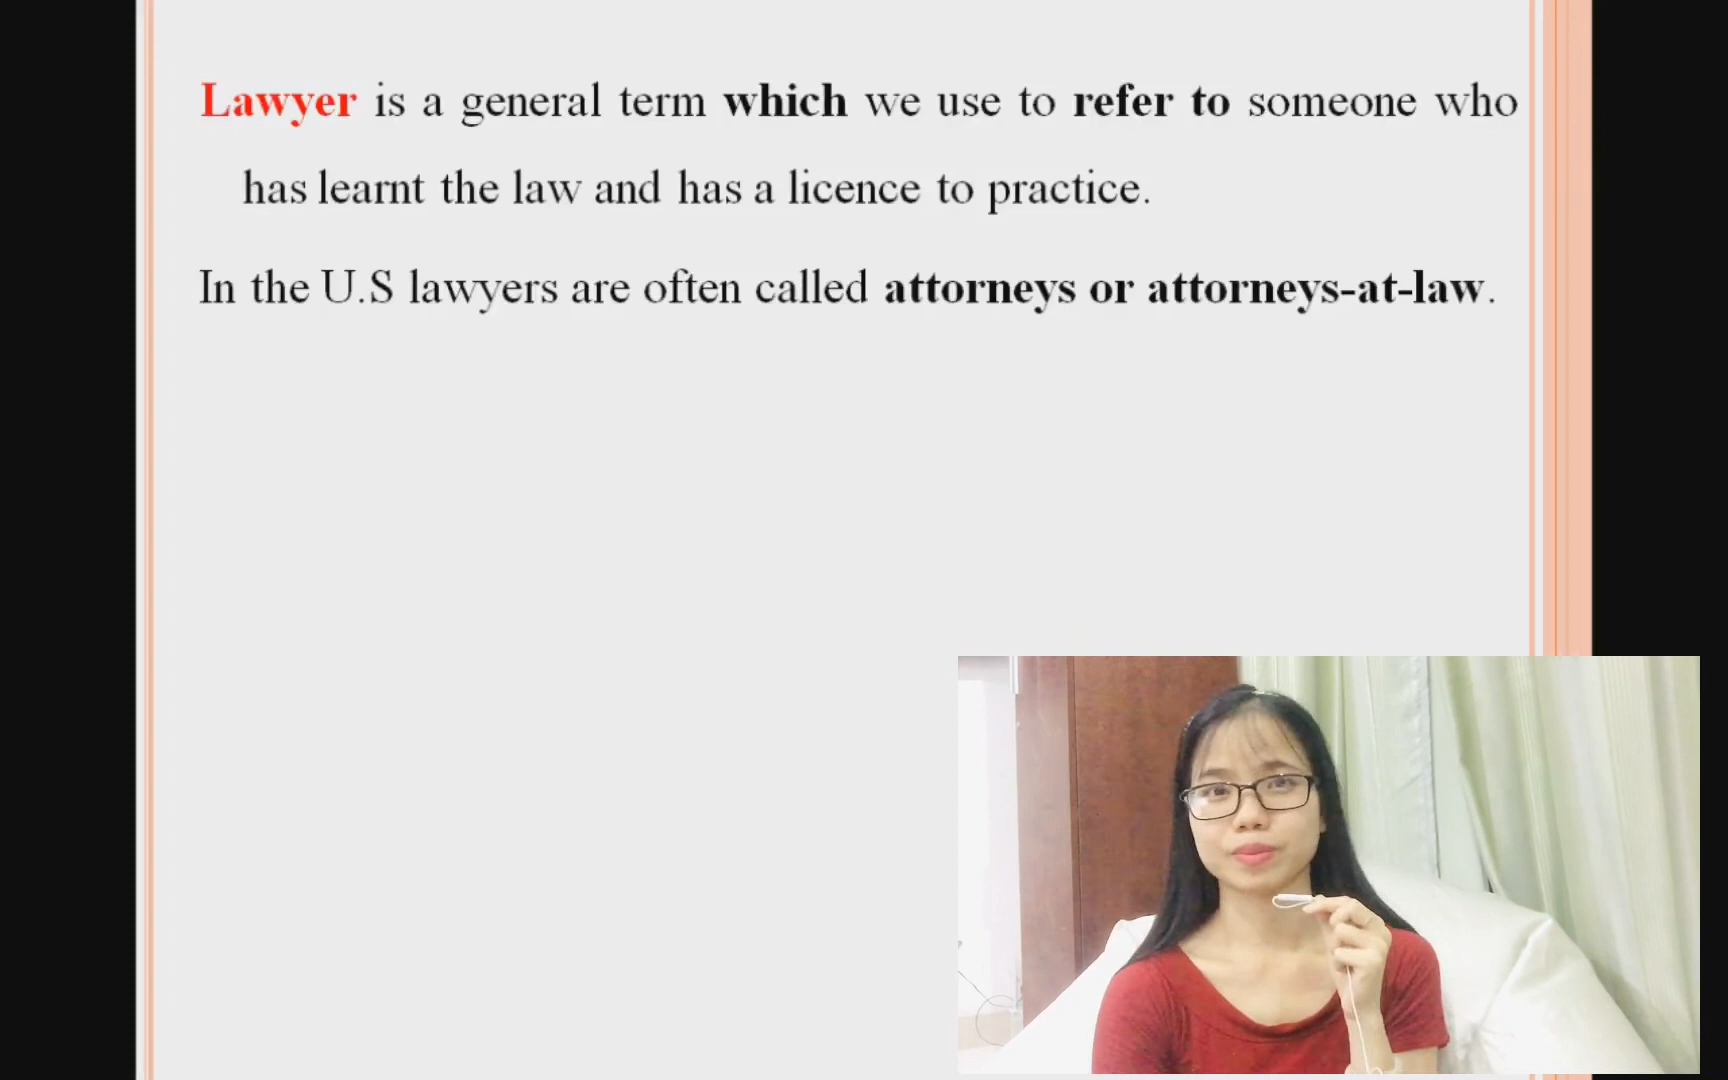 Lawyer is a general term which we use to refer to someone who
has learnt the law and has a licence to practice.
In the U.S lawyers are often called attorneys or attorneys-at-law.